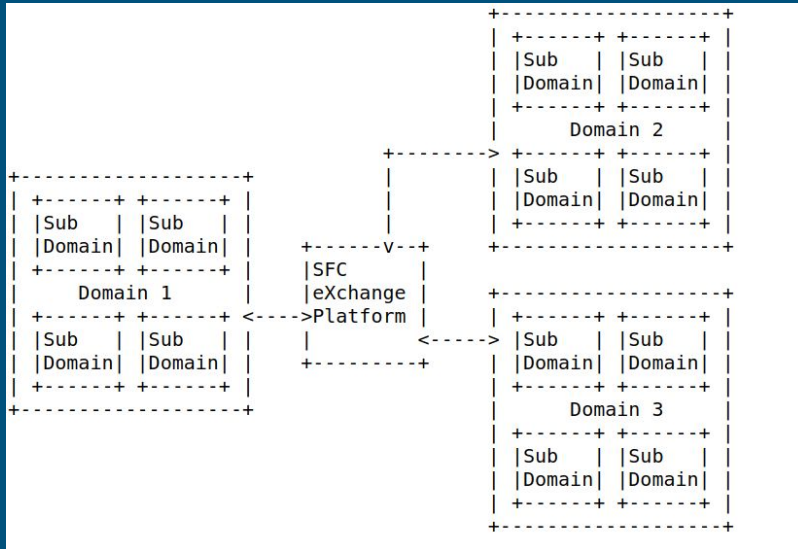 +-------------------+
                                         | +------+ +------+ |
                                         | |Sub   | |Sub   | |
                                         | |Domain| |Domain| |
                                         | +------+ +------+ |
                                         |      Domain 2     |
                                +--------> +------+ +------+ |
+-------------------+           |        | |Sub   | |Sub   | |
| +------+ +------+ |           |        | |Domain| |Domain| |
| |Sub   | |Sub   | |           |        | +------+ +------+ |
| |Domain| |Domain| |    +------v--+     +-------------------+
| +------+ +------+ |    |SFC      |
|     Domain 1      |    |eXchange |     +-------------------+
| +------+ +------+ <---->Platform |     | +------+ +------+ |
| |Sub   | |Sub   | |    |         <-----> |Sub   | |Sub   | |
| |Domain| |Domain| |    +---------+     | |Domain| |Domain| |
| +------+ +------+ |                    | +------+ +------+ |
+-------------------+                    |      Domain 3     |
                                         | +------+ +------+ |
                                         | |Sub   | |Sub   | |
                                         | |Domain| |Domain| |
                                         | +------+ +------+ |
                                         +-------------------+